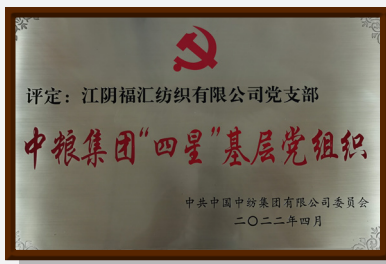 评定：江阴福汇纺织有限公司党支部
中粮集团“四星”基层党组织
中共中国中纺集团有限公司委员会
二〇二二年四月